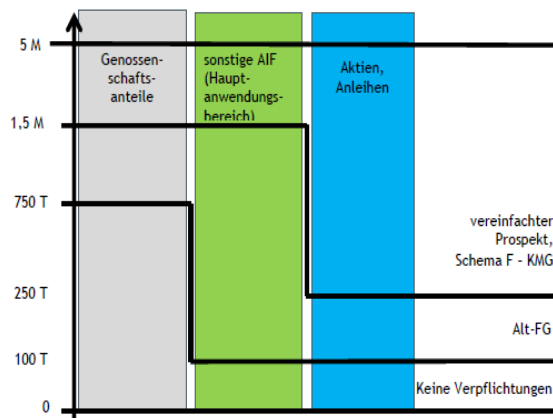 5 M
Genossen-
schafts-
anteile
sonstige AIF
(Haupt-
anwendungs-
bereich)
Aktien,
Anleihen
1,5 M
750 T
vereinfachter
Prospekt,
Schema F - KMG
250 T
Alt-FG
100 T
Keine Verpflichtungen
0